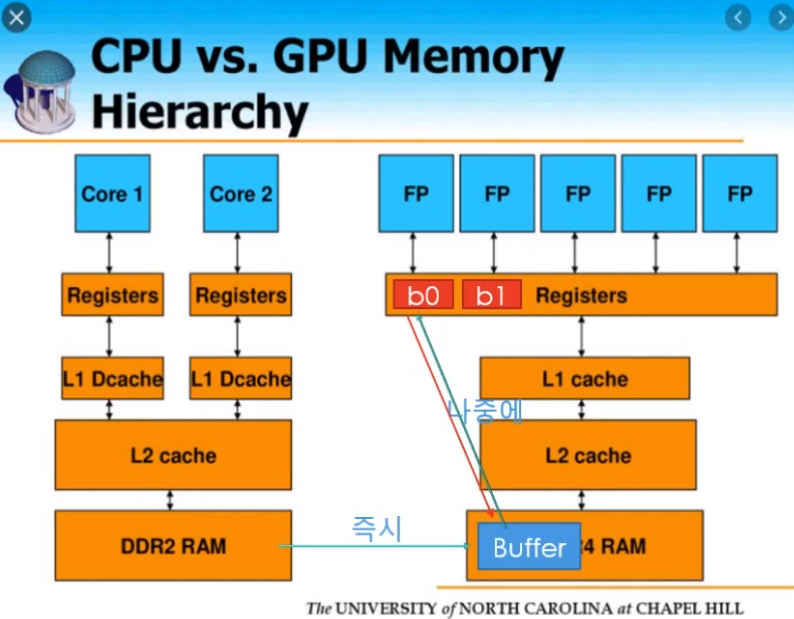 CPU vs. GPU Memory
Hierarchy
Core 1
Core 2
FP
FP
FP
FP
FP
Registers
Registers
b0
b1
Registers
L1 Dcache
L1 Dcache
L1 cache
나중에
L2 cache
L2 cache
즉시
DDR2 RAM
Buffer
4 RAM
The UNIVERSITY of NORTH CAROLINA at CHAPEL HILL